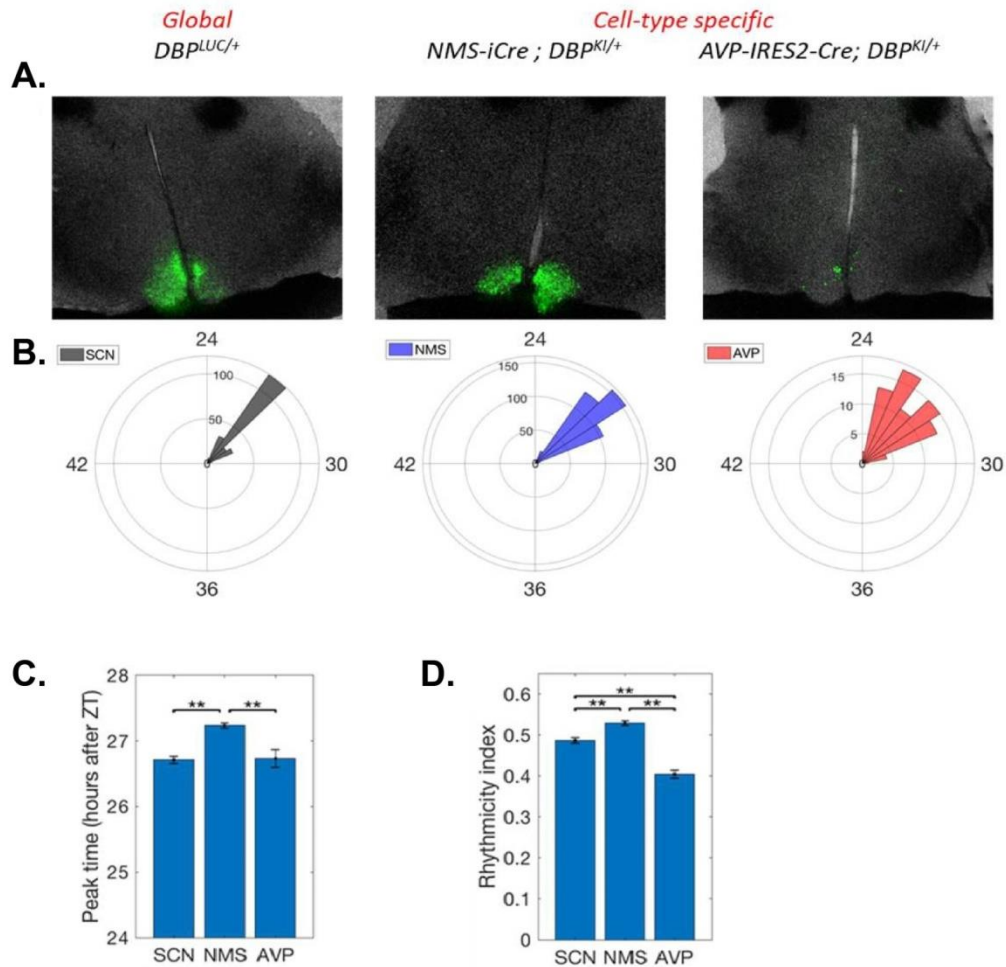 Global
Cell-type specific
DBP^LUC/+
NMS-iCre ; DBP^KI/+
AVP-IRES2-Cre; DBP^KI/+
A.
B.
24
SCN
100
50
0
42
30
36
24
NMS
150
100
50
0
42
30
36
24
AVP
15
10
5
0
42
30
36
C.
Peak time (hours after ZT)
28
27
26
25
24
**
**
SCN NMS AVP
D.
Rhythmicity index
0.6
0.5
0.4
0.3
0.2
0.1
0
**
**
**
SCN NMS AVP